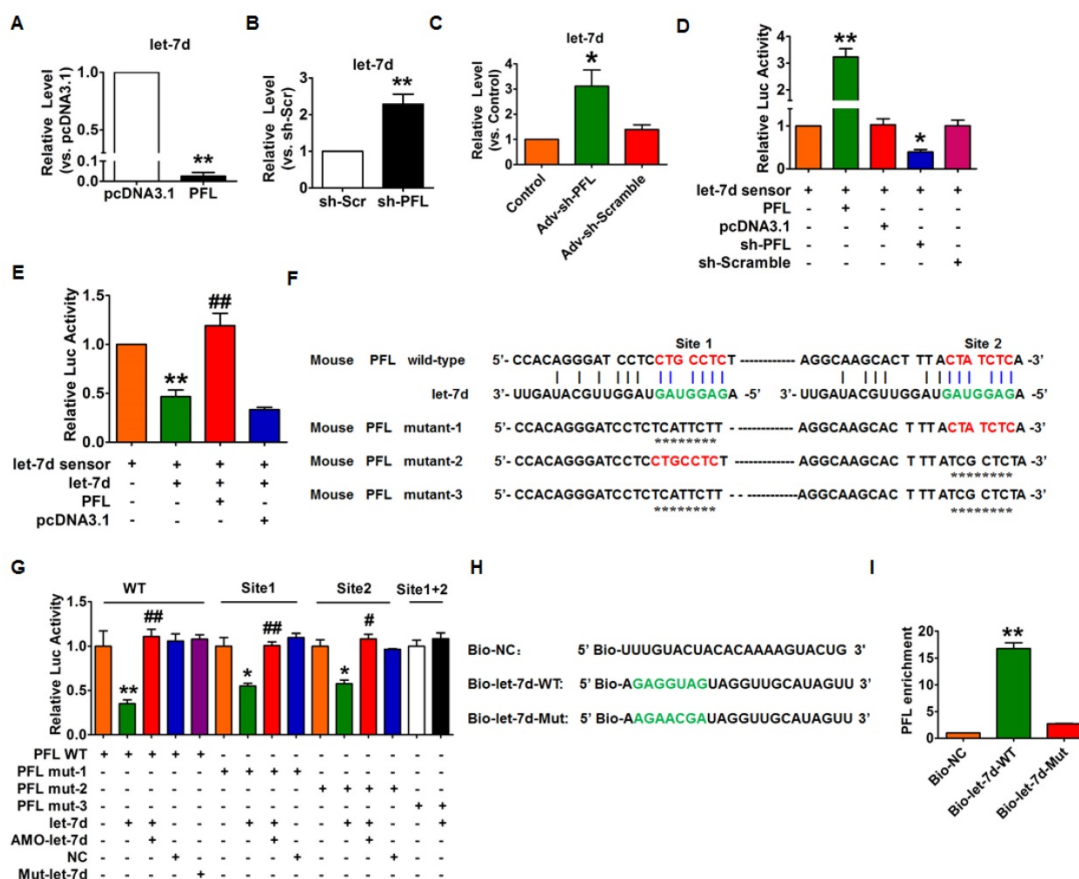 A
let-7d
Relative Level
(vs. pcDNA3.1)
1.0
0.5
0.1
0.0
**
pcDNA3.1 PFL
B
let-7d
Relative Level
(vs. sh-Scr)
3
2
1
0
**
sh-Scr sh-PFL
C
let-7d
Relative Level
(vs. Control)
4
3
2
1
0
*
Control
Adv-sh-PFL
Adv-sh-Scramble
D
Relative Luc Activity
4
3
2
1
0
**
*
let-7d sensor + + + + +
PFL - + - - -
pcDNA3.1 - - + - -
sh-PFL - - - + -
sh-Scramble - - - - +
E
Relative Luc Activity
1.5
1.0
0.5
0.0
**
##
let-7d sensor + + + +
let-7d - + + +
PFL - - + -
pcDNA3.1 - - - +
F
Site 1 Site 2
Mouse PFL wild-type 5'- CCACAGGGAT CCTCCTGC CCTCT ------------- AGGCAAGCACT TTTACTA TCTCA -3'
let-7d 3'- UUGAUACGUUGGAUGAUGGAGA -5' 3'- UUGAUACGUUGGAUGAUGGAGA -5'
Mouse PFL mutant-1 5'- CCACAGGGATCCTCTCATTCTT -- ----------- AGGCAAGCAC TTTACTA TCTCA -3'
********
Mouse PFL mutant-2 5'- CCACAGGGATCCTCCTGCCTCT ------------- AGGCAAGCACT TTATCG CTCTA -3'
********
Mouse PFL mutant-3 5'- CCACAGGGATCCTCTCATTCTT -- ----------- AGGCAAGCACT TTATCG CTCTA -3'
******** ********
G
WT Site1 Site2 Site1+2
Relative Luc Activity
1.5
1.0
0.5
0.0
**
##
*
##
*
#
PFL WT + + + + + - - - - - - - - - -
PFL mut-1 - - - - - + + + + - - - - - -
PFL mut-2 - - - - - - - - - + + + + - -
PFL mut-3 - - - - - - - - - - - - - + +
let-7d - + + - - - + + - - + + - - +
AMO-let-7d - - + - - - - + - - - + - - -
NC - - - + - - - - + - - - + - -
Mut-let-7d - - - - + - - - - - - - - - -
H
Bio-NC: 5' Bio-UUUGUACUACACAAAAGUACUG 3'
Bio-let-7d-WT: 5' Bio-AGAGGUAGUAGGUUGCAUAGUU 3'
Bio-let-7d-Mut: 5' Bio-AAGAACGAUAGGUUGCAUAGUU 3'
I
PFL enrichment
20
15
10
5
0
**
Bio-NC
Bio-let-7d-WT
Bio-let-7d-Mut